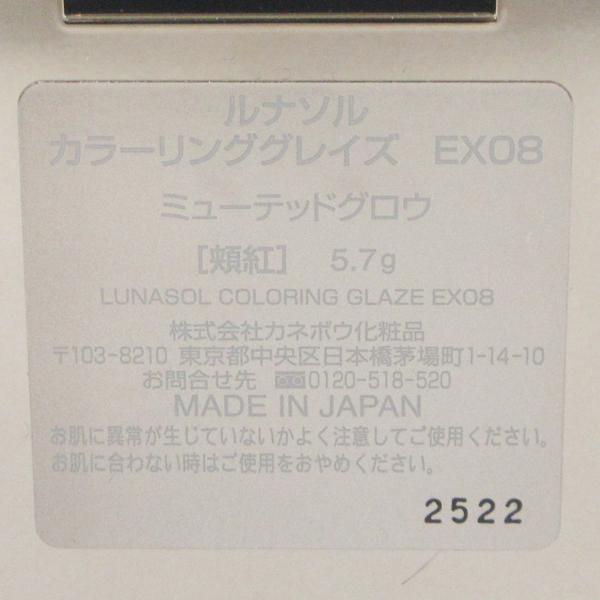 ルナソル
カラーリンググレイズ EX08
ミューテッドグロウ
［頬紅］ 5.7g
LUNASOL COLORING GLAZE EX08
株式会社カネボウ化粧品
〒103-8210 東京都中央区日本橋茅場町1-14-10
お問合せ先 0120-518-520
MADE IN JAPAN
お肌に異常が生じていないかよく注意してご使用ください。
お肌に合わない時はご使用をおやめください。
2522